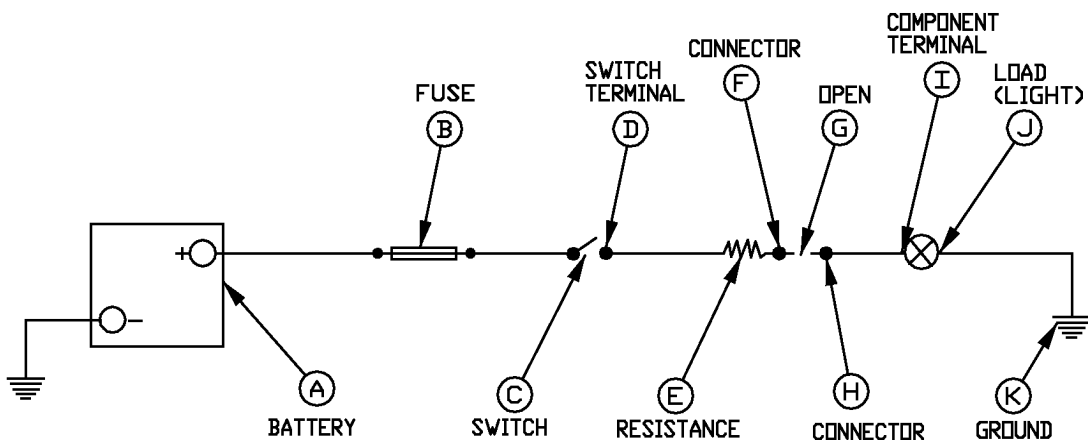 COMPONENT
TERMINAL
CONNECTOR
LOAD
(LIGHT)
SWITCH
TERMINAL
FUSE
OPEN
I
F
B
D
G
J
+
-
A
C
E
H
K
BATTERY
SWITCH
RESISTANCE
CONNECTOR
GROUND